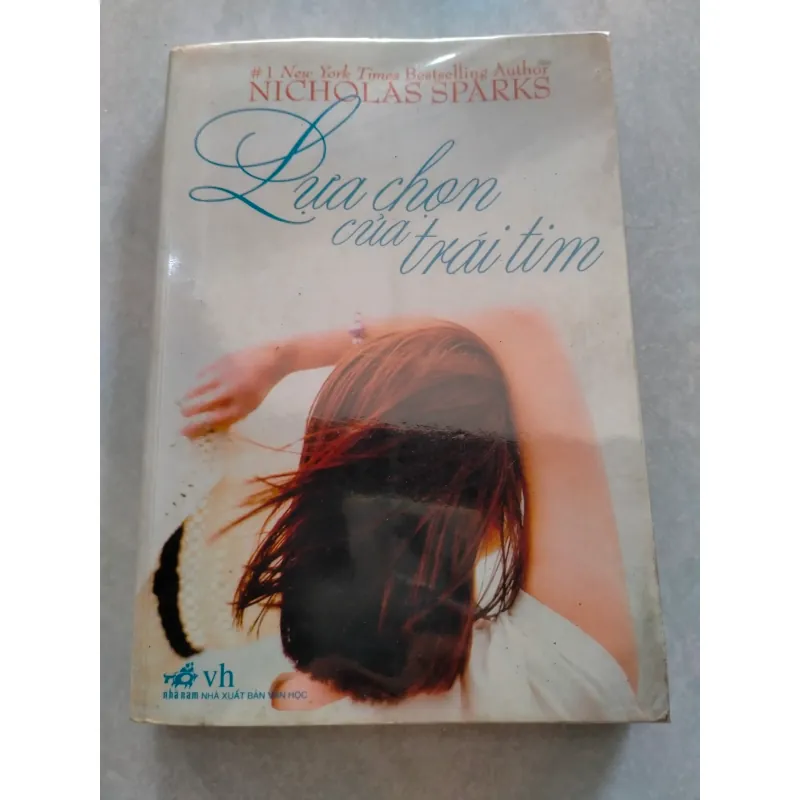 #1 New York Times Bestselling Author
NICHOLAS SPARKS
Lựa chọn
của trái tim
vh
nhã nam NHÀ XUẤT BẢN VĂN HỌC